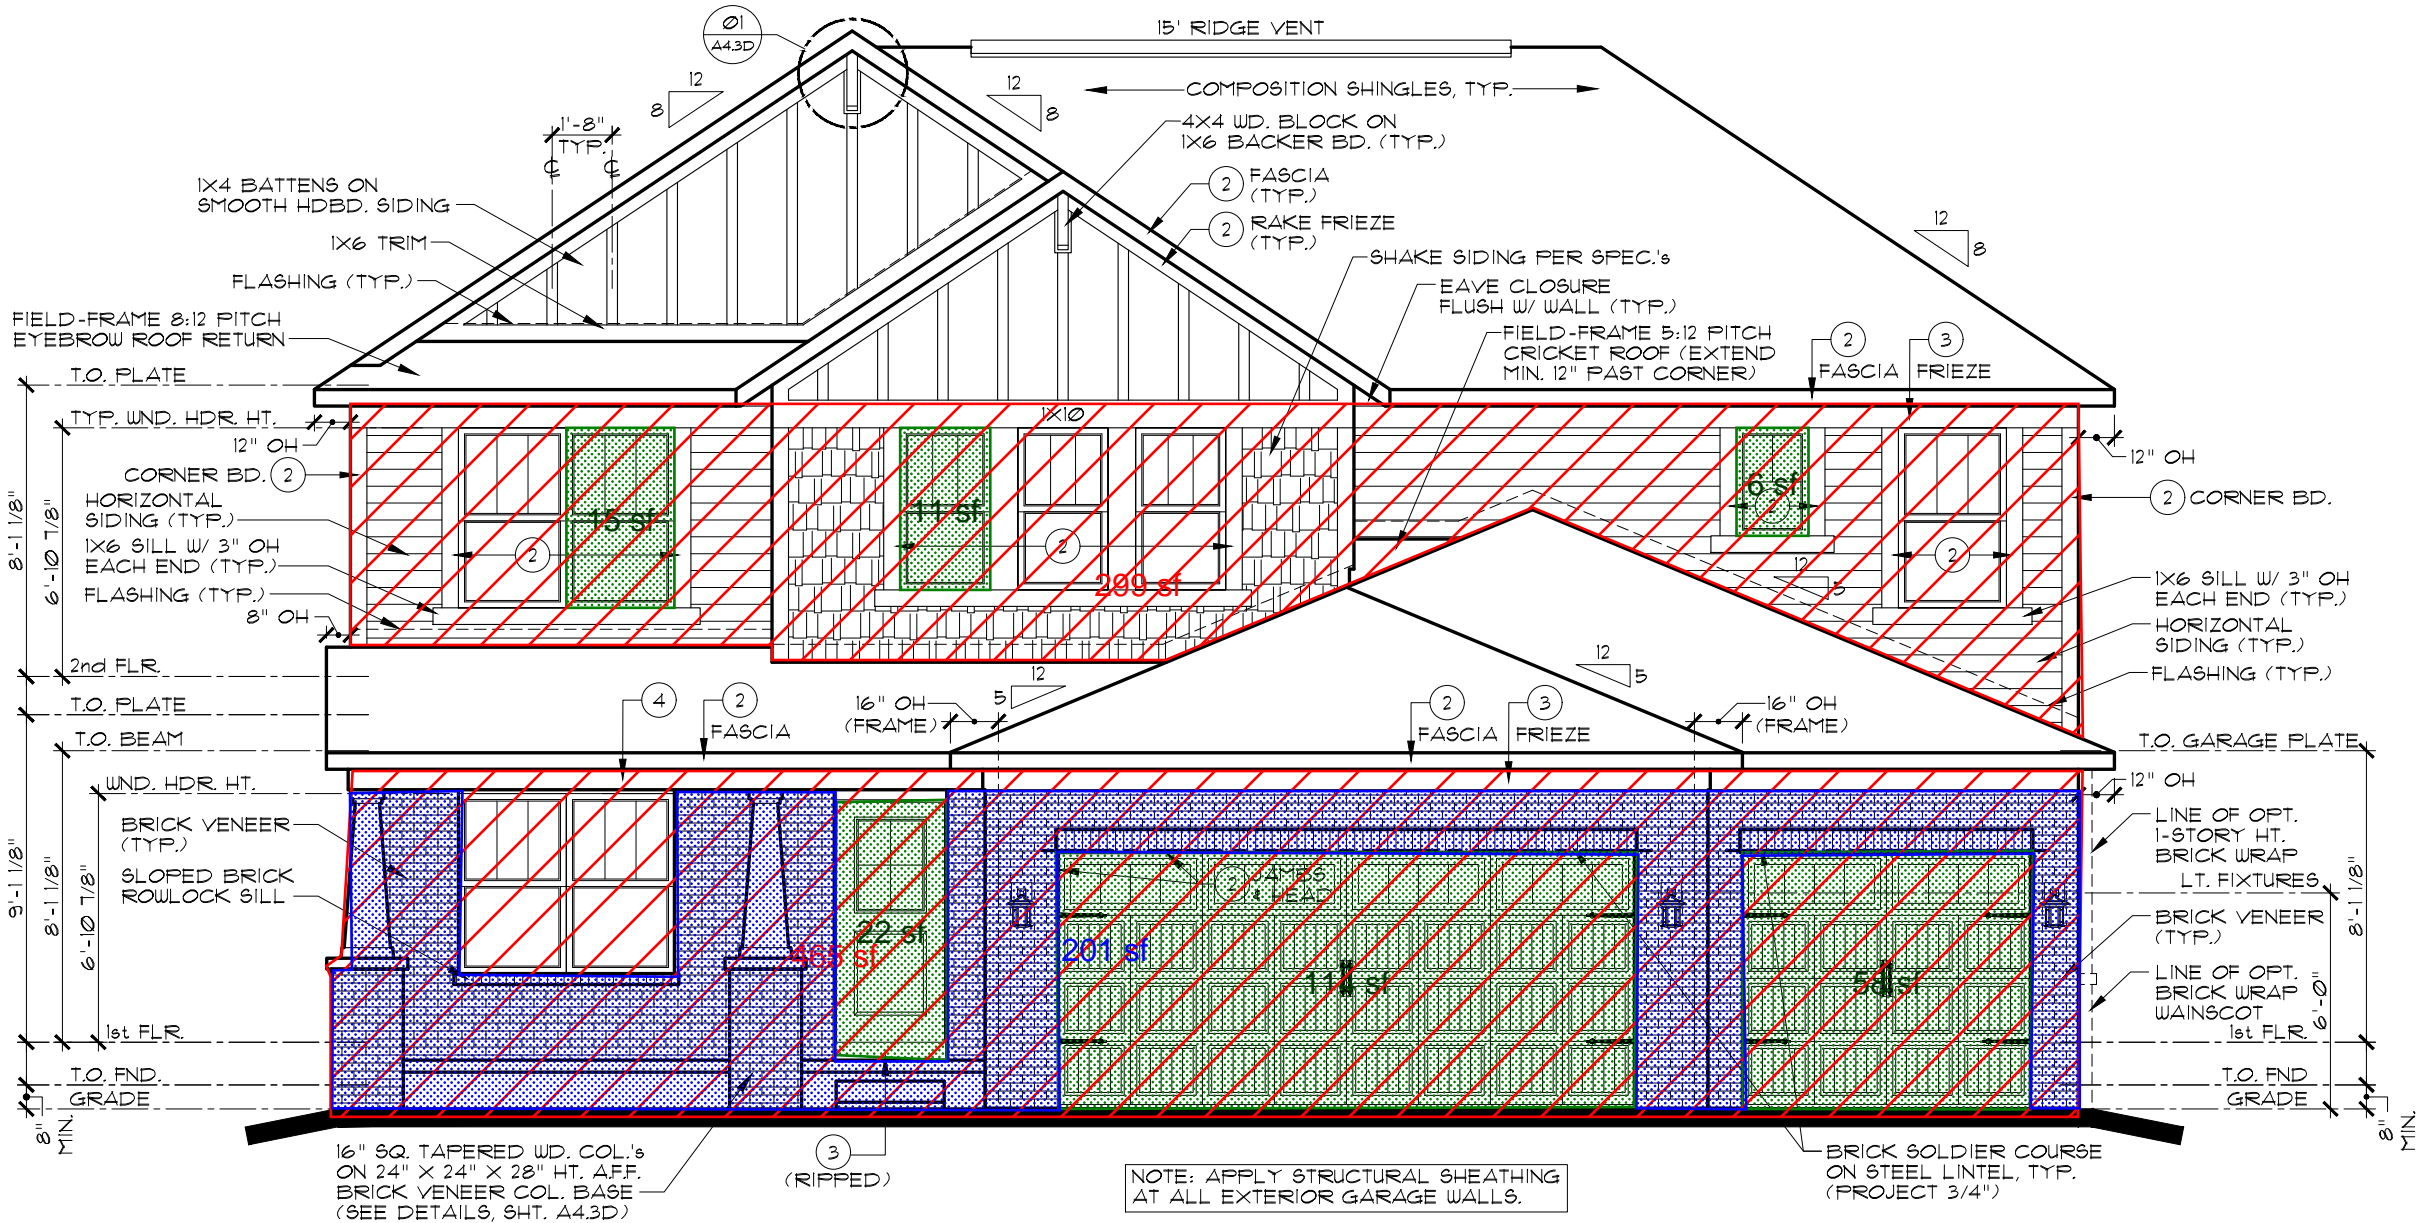 Ø1
A4.3D
15' RIDGE VENT
12
8
12
8
COMPOSITION SHINGLES, TYP.
1'-8"
TYP.
4X4 WD. BLOCK ON
1X6 BACKER BD. (TYP.)
2 FASCIA
(TYP.)
2 RAKE FRIEZE
(TYP.)
12
8
1X4 BATTENS ON
SMOOTH HDBD. SIDING
1X6 TRIM
FLASHING (TYP.)
SHAKE SIDING PER SPEC.'s
EAVE CLOSURE
FLUSH W/ WALL (TYP.)
FIELD-FRAME 8:12 PITCH
EYEBROW ROOF RETURN
FIELD-FRAME 5:12 PITCH
CRICKET ROOF (EXTEND
MIN. 12" PAST CORNER)
2
FASCIA
3
FRIEZE
T.O. PLATE
TYP. WND. HDR. HT.
12" OH
1X10
12" OH
CORNER BD. 2
2 CORNER BD.
HORIZONTAL
SIDING (TYP.)
1X6 SILL W/ 3" OH
EACH END (TYP.)
FLASHING (TYP.)
8" OH
15 sf
11 sf
6 sf
2
2
2
2
299 sf
12
5
1X6 SILL W/ 3" OH
EACH END (TYP.)
HORIZONTAL
SIDING (TYP.)
FLASHING (TYP.)
8'-1 1/8"
6'-10 7/8"
2nd FLR.
T.O. PLATE
T.O. BEAM
WND. HDR. HT.
4
2
FASCIA
16" OH
(FRAME)
12
5
12
5
2
FASCIA
3
FRIEZE
16" OH
(FRAME)
T.O. GARAGE PLATE
12" OH
BRICK VENEER
(TYP.)
SLOPED BRICK
ROWLOCK SILL
9'-1 1/8"
8'-1 1/8"
6'-10 7/8"
2 JAMBS
& HEAD
465 sf
22 sf
201 sf
LINE OF OPT.
1-STORY HT.
BRICK WRAP
LT. FIXTURES
BRICK VENEER
(TYP.)
LINE OF OPT.
BRICK WRAP
WAINSCOT
8'-1 1/8"
6'-0"
1st FLR.
T.O. FND.
GRADE
8"
MIN.
1st FLR.
T.O. FND
GRADE
8"
MIN.
16" SQ. TAPERED WD. COL.'s
ON 24" X 24" X 28" HT. A.F.F.
BRICK VENEER COL. BASE
(SEE DETAILS, SHT. A4.3D)
3
(RIPPED)
NOTE: APPLY STRUCTURAL SHEATHING
AT ALL EXTERIOR GARAGE WALLS.
BRICK SOLDIER COURSE
ON STEEL LINTEL, TYP.
(PROJECT 3/4")